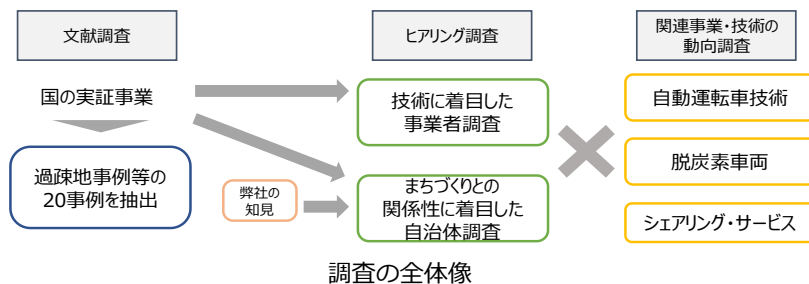 文献調査
国の実証事業
過疎地事例等の
20事例を抽出
ヒアリング調査
技術に着目した
事業者調査
弊社の
知見
まちづくりとの
関係性に着目した
自治体調査
関連事業・技術の
動向調査
自動運転車技術
脱炭素車両
シェアリング・サービス
調査の全体像